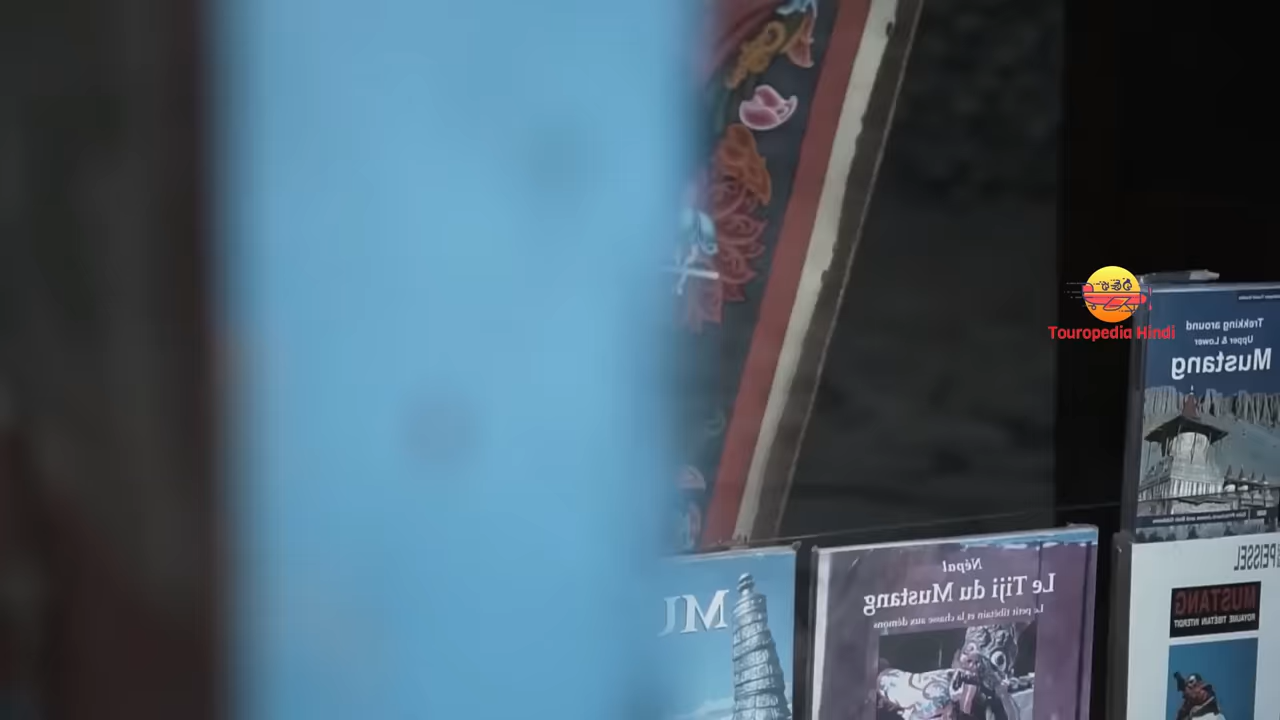 Touropedia Hindi
Trekking around
Upper & Lower
Mustang
Népal
Le Tiji du Mustang
Le petit tibétain et la chasse aux démons
MU
PEISSEL
MUSTANG
ROYAUME TIBÉTAIN INTERDIT